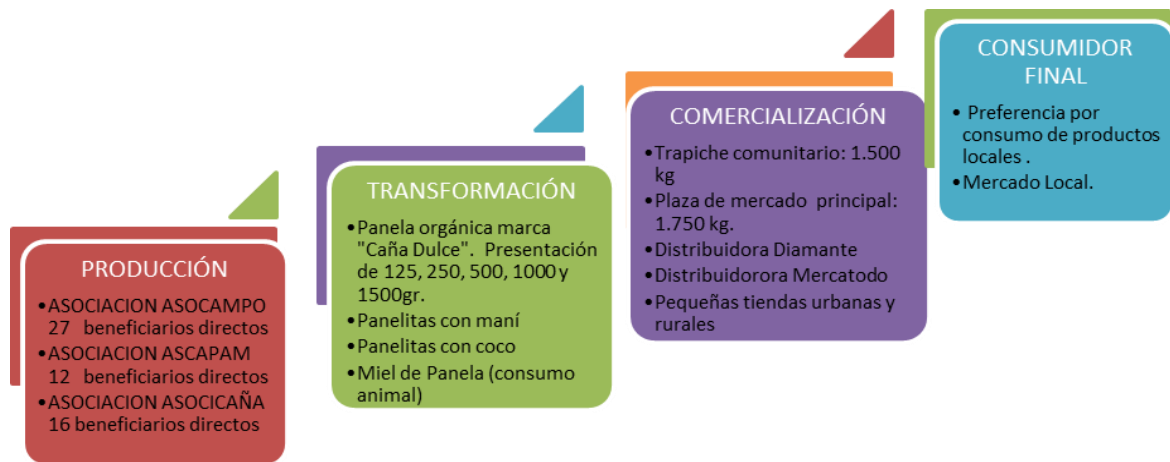 PRODUCCIÓN
•ASOCIACION ASOCAMPO
27 beneficiarios directos
•ASOCIACION ASCAPAM
12 beneficiarios directos
•ASOCIACION ASOCICAÑA
16 beneficiarios directos
TRANSFORMACIÓN
•Panela orgánica marca
"Caña Dulce". Presentación
de 125, 250, 500, 1000 y
1500gr.
•Panelitas con maní
•Panelitas con coco
•Miel de Panela (consumo
animal)
COMERCIALIZACIÓN
•Trapiche comunitario: 1.500
kg
•Plaza de mercado principal:
1.750 kg.
•Distribuidora Diamante
•Distribuidorora Mercatodo
•Pequeñas tiendas urbanas y
rurales
CONSUMIDOR
FINAL
• Preferencia por
consumo de productos
locales .
•Mercado Local.